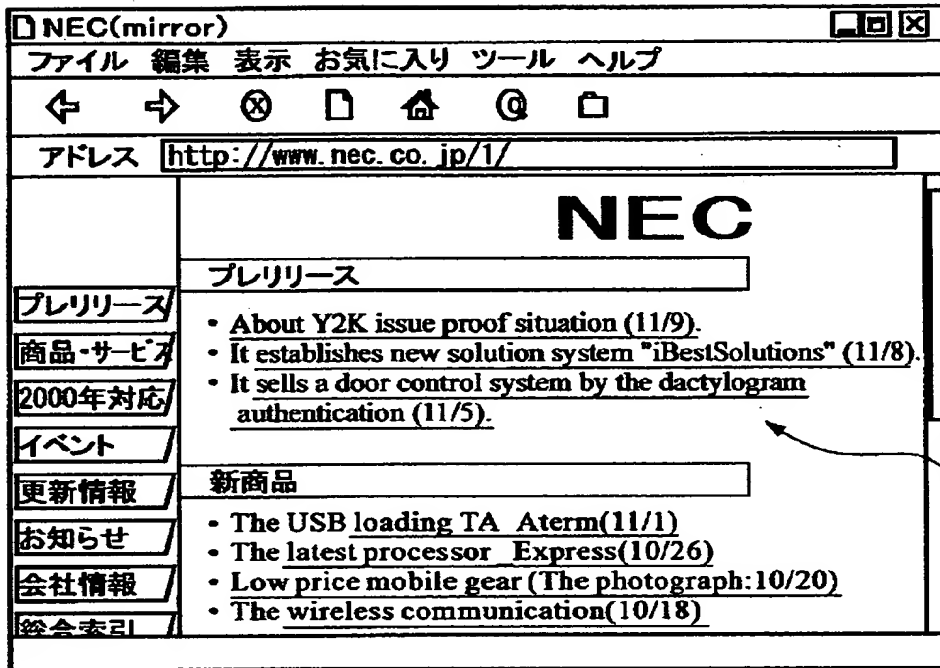 NEC(mirror)
ファイル 編集 表示 お気に入り ツール ヘルプ
アドレス http://www.nec.co.jp/1/
NEC
プレリリース
商品・サービス
2000年対応
イベント
更新情報
お知らせ
会社情報
総合索引
プレリリース
• About Y2K issue proof situation (11/9).
• It establishes new solution system "iBestSolutions" (11/8).
• It sells a door control system by the dactylogram
authentication (11/5).
新商品
• The USB loading TA Aterm(11/1)
• The latest processor Express(10/26)
• Low price mobile gear (The photograph:10/20)
• The wireless communication(10/18)